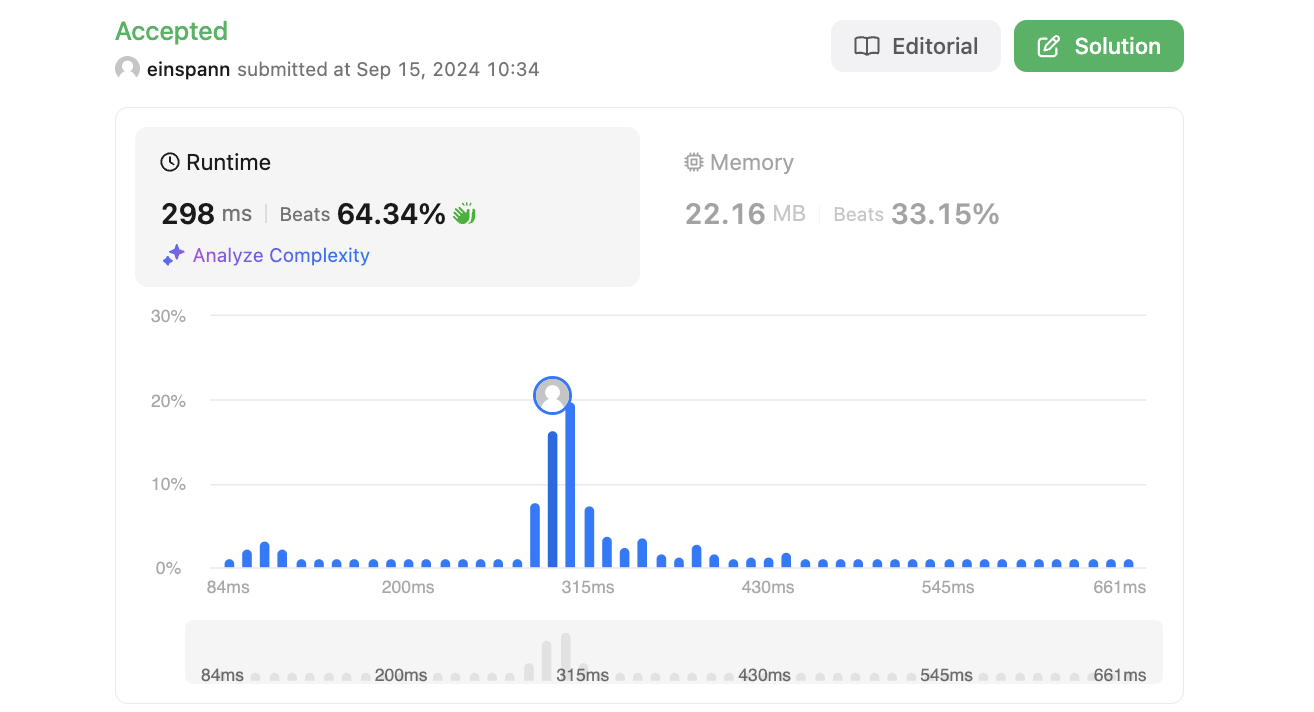 Accepted
einspann submitted at Sep 15, 2024 10:34
Editorial
Solution
Runtime
298 ms Beats 64.34%
Analyze Complexity
Memory
22.16 MB Beats 33.15%
30%
20%
10%
0%
84ms 200ms 315ms 430ms 545ms 661ms
84ms 200ms 315ms 430ms 545ms 661ms